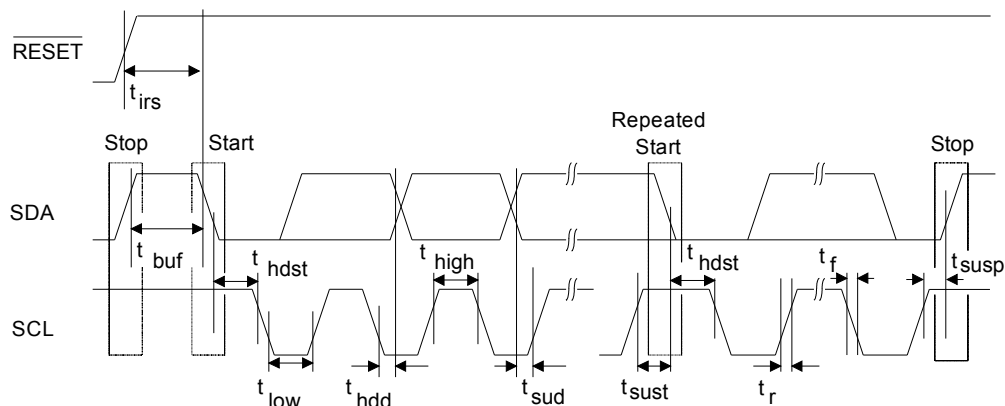 RESET
t irs
Repeated
Stop Start Start Stop
SDA
t buf t hdst t high t hdst t f t susp
SCL
t low t hdd t sud t sust t r